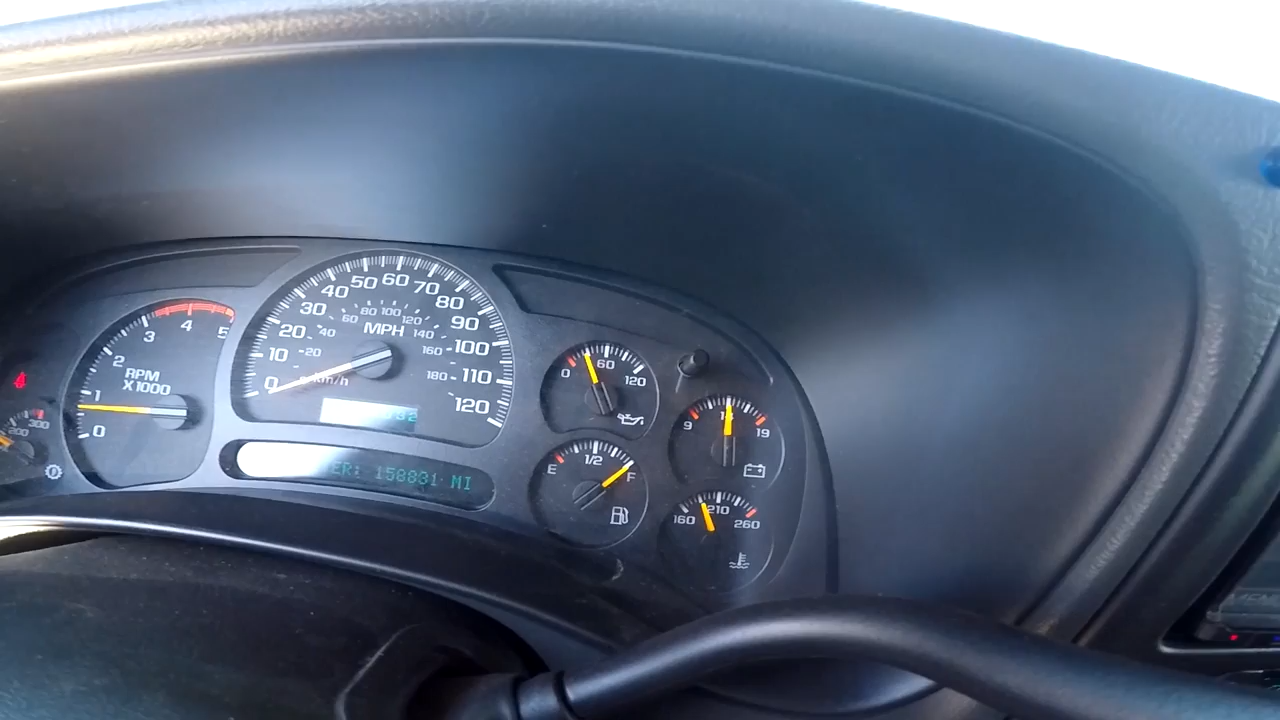 0 1 2 3 4 5
RPM
X1000
0 10 20 30 40 50 60 70 80 90 100 110 120
20 40 60 80 100 120 140 160 180
MPH
km/h
ER: 158831 MI
0 60 120
E 1/2 F
9 19
160 210 260
200 300